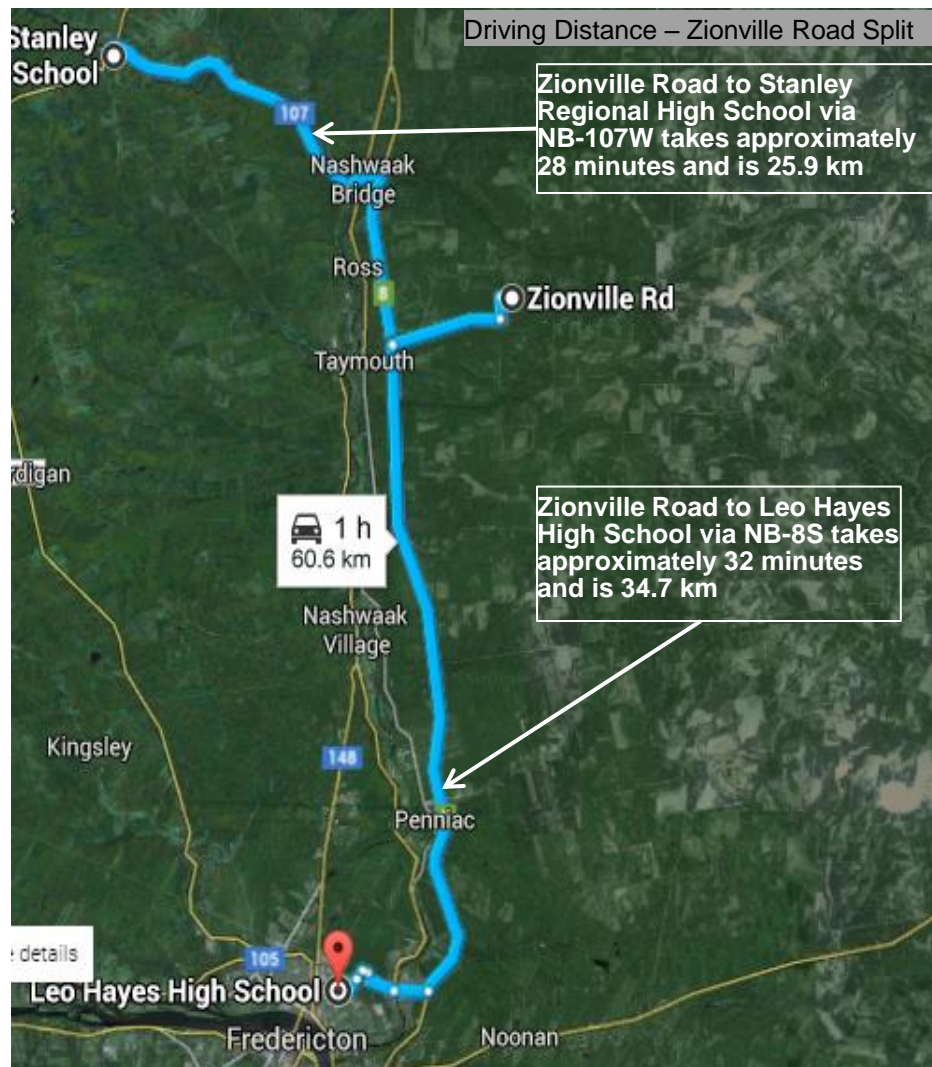 Driving Distance – Zionville Road Split
Stanley
School
Zionville Road to Stanley
Regional High School via
NB-107W takes approximately
28 minutes and is 25.9 km
107
Nashwaak
Bridge
Ross
8
Zionville Rd
Taymouth
digan
Zionville Road to Leo Hayes
High School via NB-8S takes
approximately 32 minutes
and is 34.7 km
1 h
60.6 km
Nashwaak
Village
Kingsley
148
Penniac
details
105
Leo Hayes High School
Fredericton
Noonan